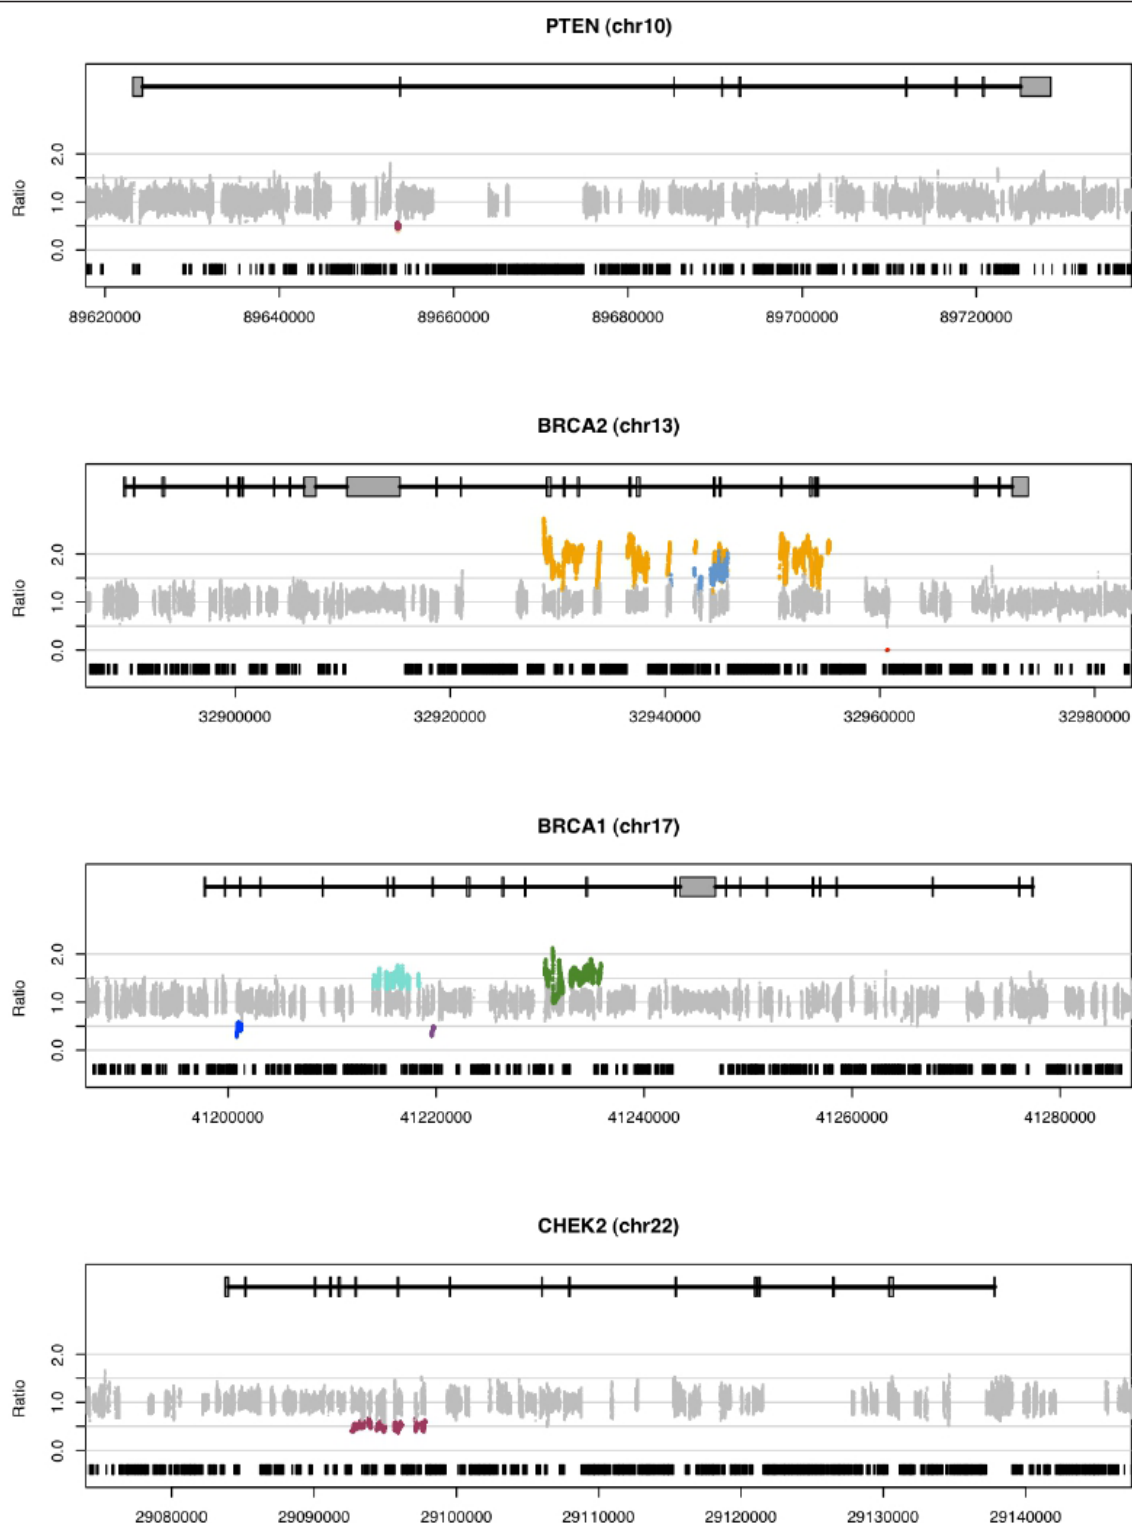 PTEN (chr10)
Ratio
2.0
1.0
0.0
89620000 89640000 89660000 89680000 89700000 89720000
BRCA2 (chr13)
Ratio
2.0
1.0
0.0
32900000 32920000 32940000 32960000 32980000
BRCA1 (chr17)
Ratio
2.0
1.0
0.0
41200000 41220000 41240000 41260000 41280000
CHEK2 (chr22)
Ratio
2.0
1.0
0.0
29080000 29090000 29100000 29110000 29120000 29130000 29140000